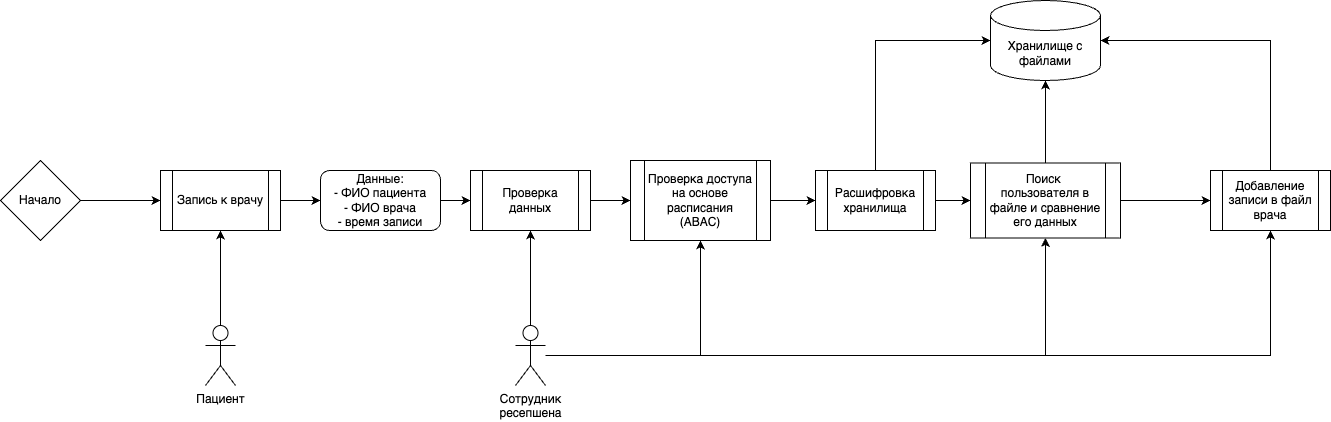 Хранилище с
файлами
Начало
Запись к врачу
Данные:
- ФИО пациента
- ФИО врача
- время записи
Проверка
данных
Проверка доступа
на основе
расписания
(ABAC)
Расшифровка
хранилища
Поиск
пользователя в
файле и сравнение
его данных
Добавление
записи в файл
врача
Пациент
Сотрудник
ресепшена